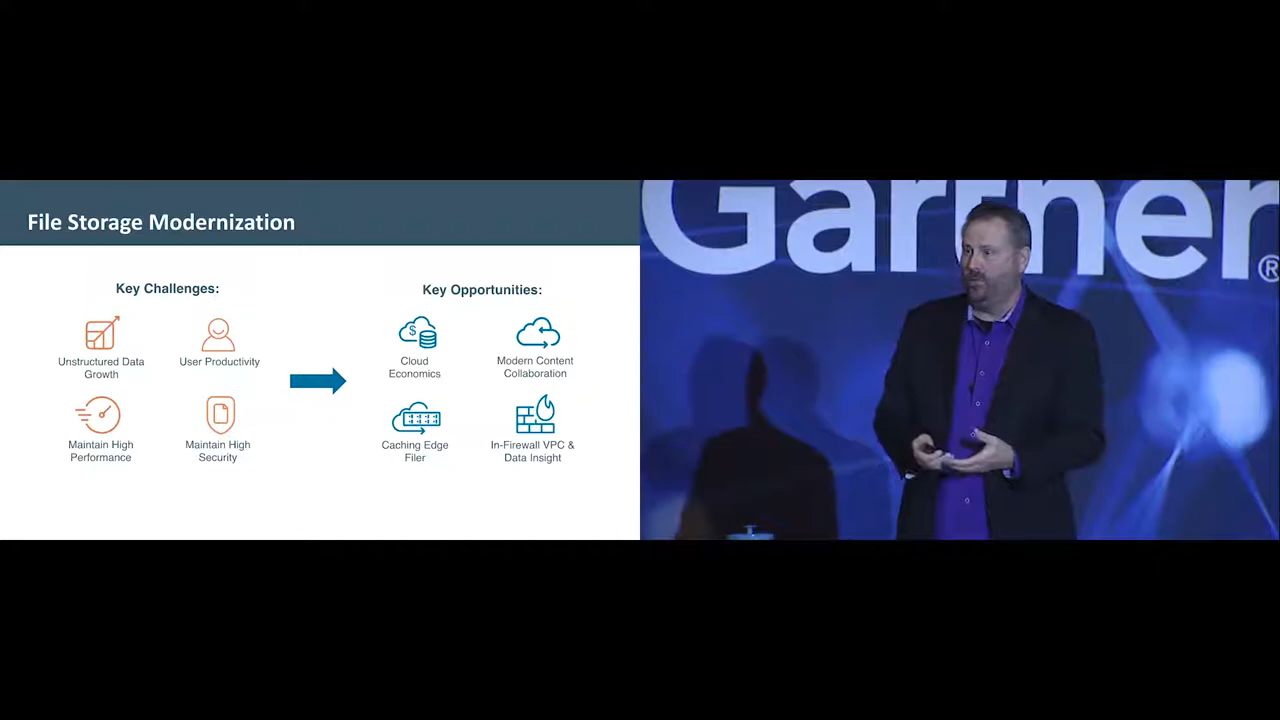 File Storage Modernization
Key Challenges:
Unstructured Data
Growth
User Productivity
Maintain High
Performance
Maintain High
Security
Key Opportunities:
$
Cloud
Economics
Modern Content
Collaboration
Caching Edge
Filer
In-Firewall VPC &
Data Insight
Gartner®